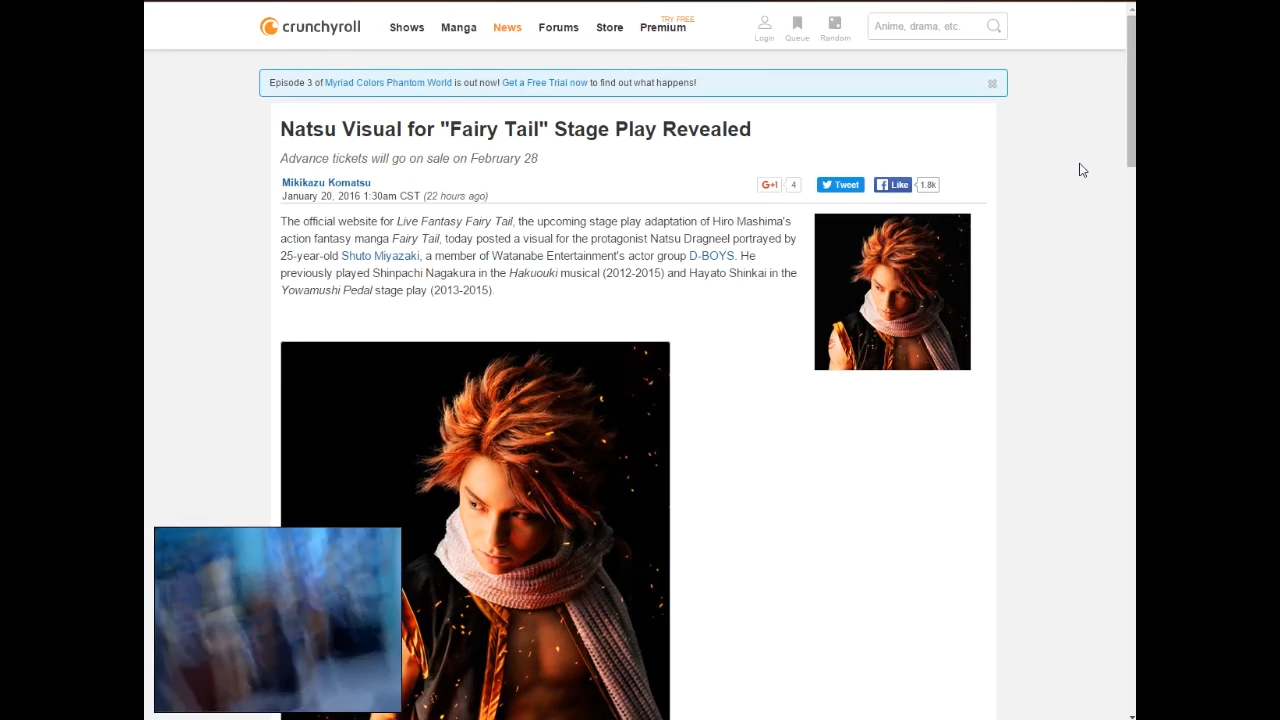 crunchyroll
Shows Manga News Forums Store Premium
TRY FREE
Login Queue Random
Anime, drama, etc.
Episode 3 of Myriad Colors Phantom World is out now! Get a Free Trial now to find out what happens!
Natsu Visual for "Fairy Tail" Stage Play Revealed
Advance tickets will go on sale on February 28
Mikikazu Komatsu
January 20, 2016 1:30am CST (22 hours ago)
G+1 4 Tweet Like 1.8k
The official website for Live Fantasy Fairy Tail, the upcoming stage play adaptation of Hiro Mashima's
action fantasy manga Fairy Tail, today posted a visual for the protagonist Natsu Dragneel portrayed by
25-year-old Shuto Miyazaki, a member of Watanabe Entertainment's actor group D-BOYS. He
previously played Shinpachi Nagakura in the Hakuouki musical (2012-2015) and Hayato Shinkai in the
Yowamushi Pedal stage play (2013-2015).